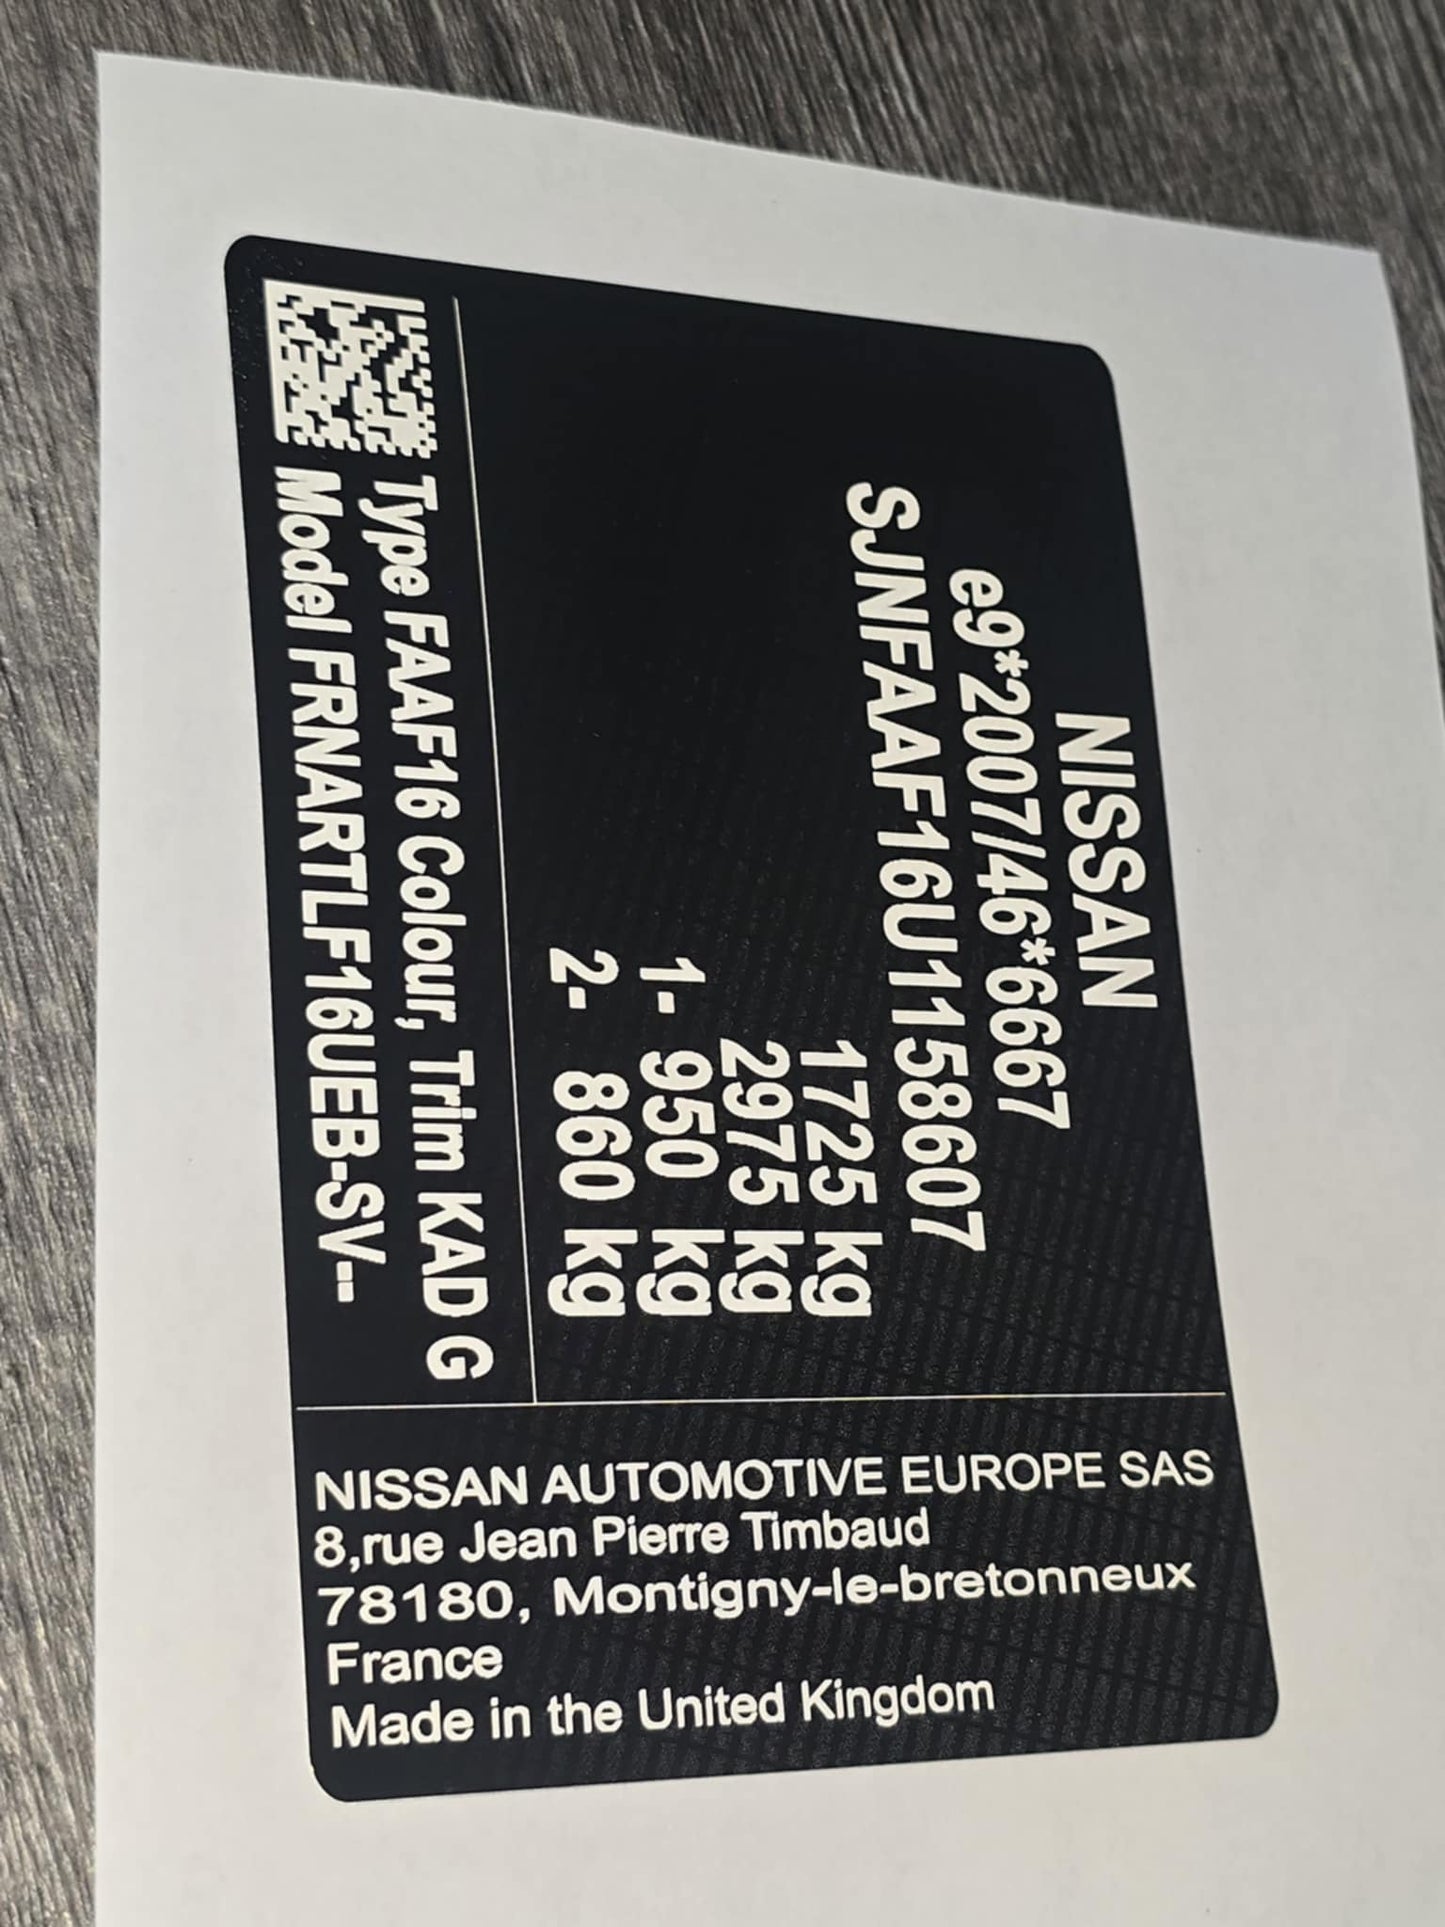 NISSAN
e9*2007/46*6667
SJNFAAF16U1158607
1725 kg
2975 kg
1- 950 kg
2- 860 kg
Type FAAF16 Colour, Trim KAD G
Model FRNARTLF16UEB-SV--
NISSAN AUTOMOTIVE EUROPE SAS
8,rue Jean Pierre Timbaud
78180, Montigny-le-bretonneux
France
Made in the United Kingdom